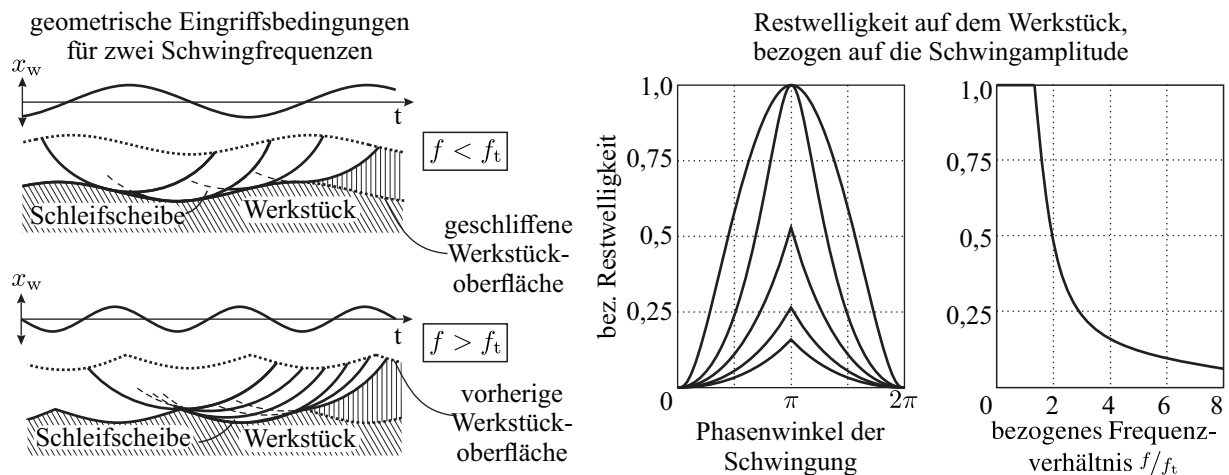 geometrische Eingriffsbedingungen
für zwei Schwingfrequenzen
x_w
t
f < f_t
Schleifscheibe
Werkstück
geschliffene
Werkstück-
oberfläche
x_w
t
f > f_t
Schleifscheibe
Werkstück
vorherige
Werkstück-
oberfläche
Restwelligkeit auf dem Werkstück,
bezogen auf die Schwingamplitude
bez. Restwelligkeit
1,0
0,75
0,5
0,25
0
π
2π
Phasenwinkel der
Schwingung
1,0
0,75
0,5
0,25
0
2
4
6
8
bezogenes Frequenz-
verhältnis f/f_t